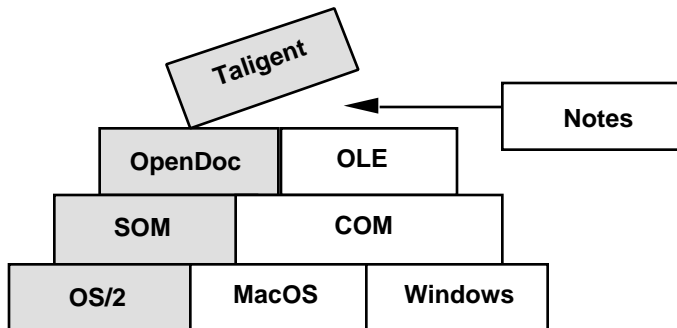 Taligent
Notes
OpenDoc
OLE
SOM
COM
OS/2
MacOS
Windows